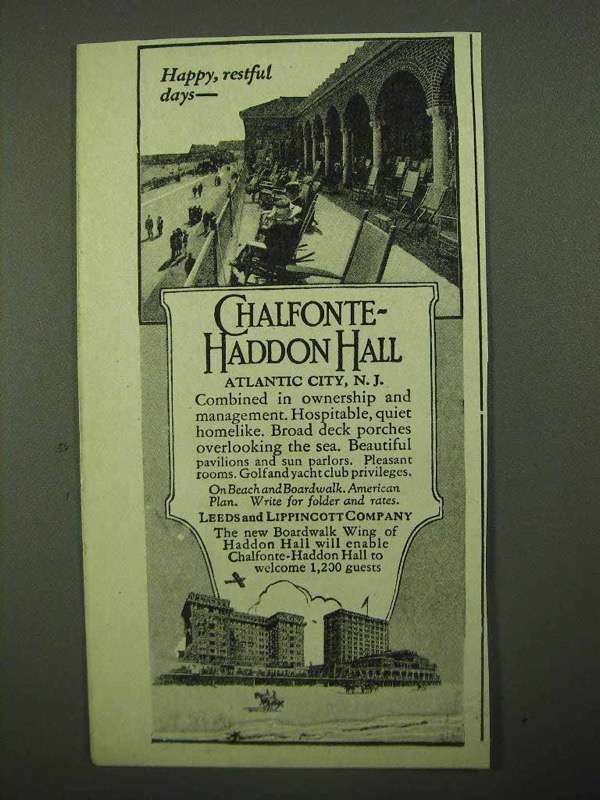 Happy, restful
days—
CHALFONTE-
HADDON HALL
ATLANTIC CITY, N. J.
Combined in ownership and
management. Hospitable, quiet
homelike. Broad deck porches
overlooking the sea. Beautiful
pavilions and sun parlors. Pleasant
rooms. Golf and yacht club privileges.
On Beach and Boardwalk. American
Plan. Write for folder and rates.
LEEDS and LIPPINCOTT COMPANY
The new Boardwalk Wing of
Haddon Hall will enable
Chalfonte-Haddon Hall to
welcome 1,200 guests